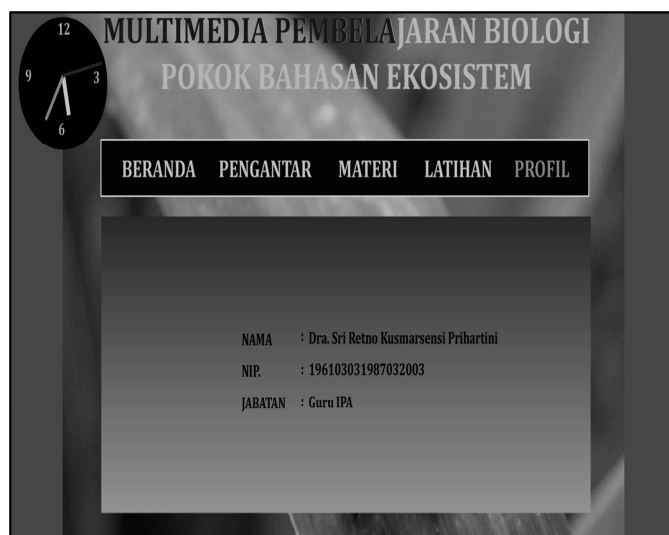 12
9 3
6
MULTIMEDIA PEMBELAJARAN BIOLOGI
POKOK BAHASAN EKOSISTEM
BERANDA PENGANTAR MATERI LATIHAN PROFIL
NAMA : Dra. Sri Retno Kusmarsensi Prihartini
NIP. : 196103031987032003
JABATAN : Guru IPA